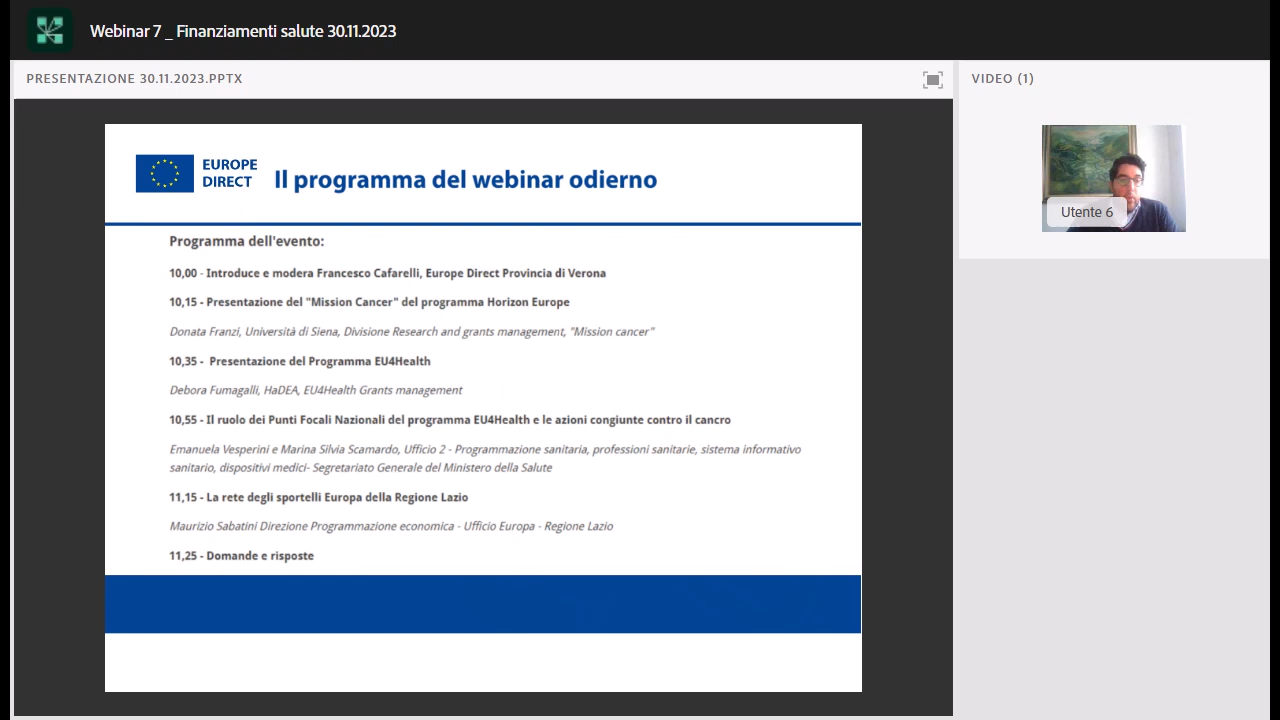 Webinar 7 _ Finanziamenti salute 30.11.2023
PRESENTAZIONE 30.11.2023.PPTX
VIDEO (1)
EUROPE
DIRECT
Il programma del webinar odierno
Programma dell'evento:
10,00 - Introduce e modera Francesco Cafarelli, Europe Direct Provincia di Verona
10,15 - Presentazione del "Mission Cancer" del programma Horizon Europe
Donata Franzi, Università di Siena, Divisione Research and grants management, "Mission cancer"
10,35 - Presentazione del Programma EU4Health
Debora Fumagalli, HaDEA, EU4Health Grants management
10,55 - Il ruolo dei Punti Focali Nazionali del programma EU4Health e le azioni congiunte contro il cancro
Emanuela Vesperini e Marina Silvia Scamardo, Ufficio 2 - Programmazione sanitaria, professioni sanitarie, sistema informativo
sanitario, dispositivi medici- Segretariato Generale del Ministero della Salute
11,15 - La rete degli sportelli Europa della Regione Lazio
Maurizio Sabatini Direzione Programmazione economica - Ufficio Europa - Regione Lazio
11,25 - Domande e risposte
Utente 6